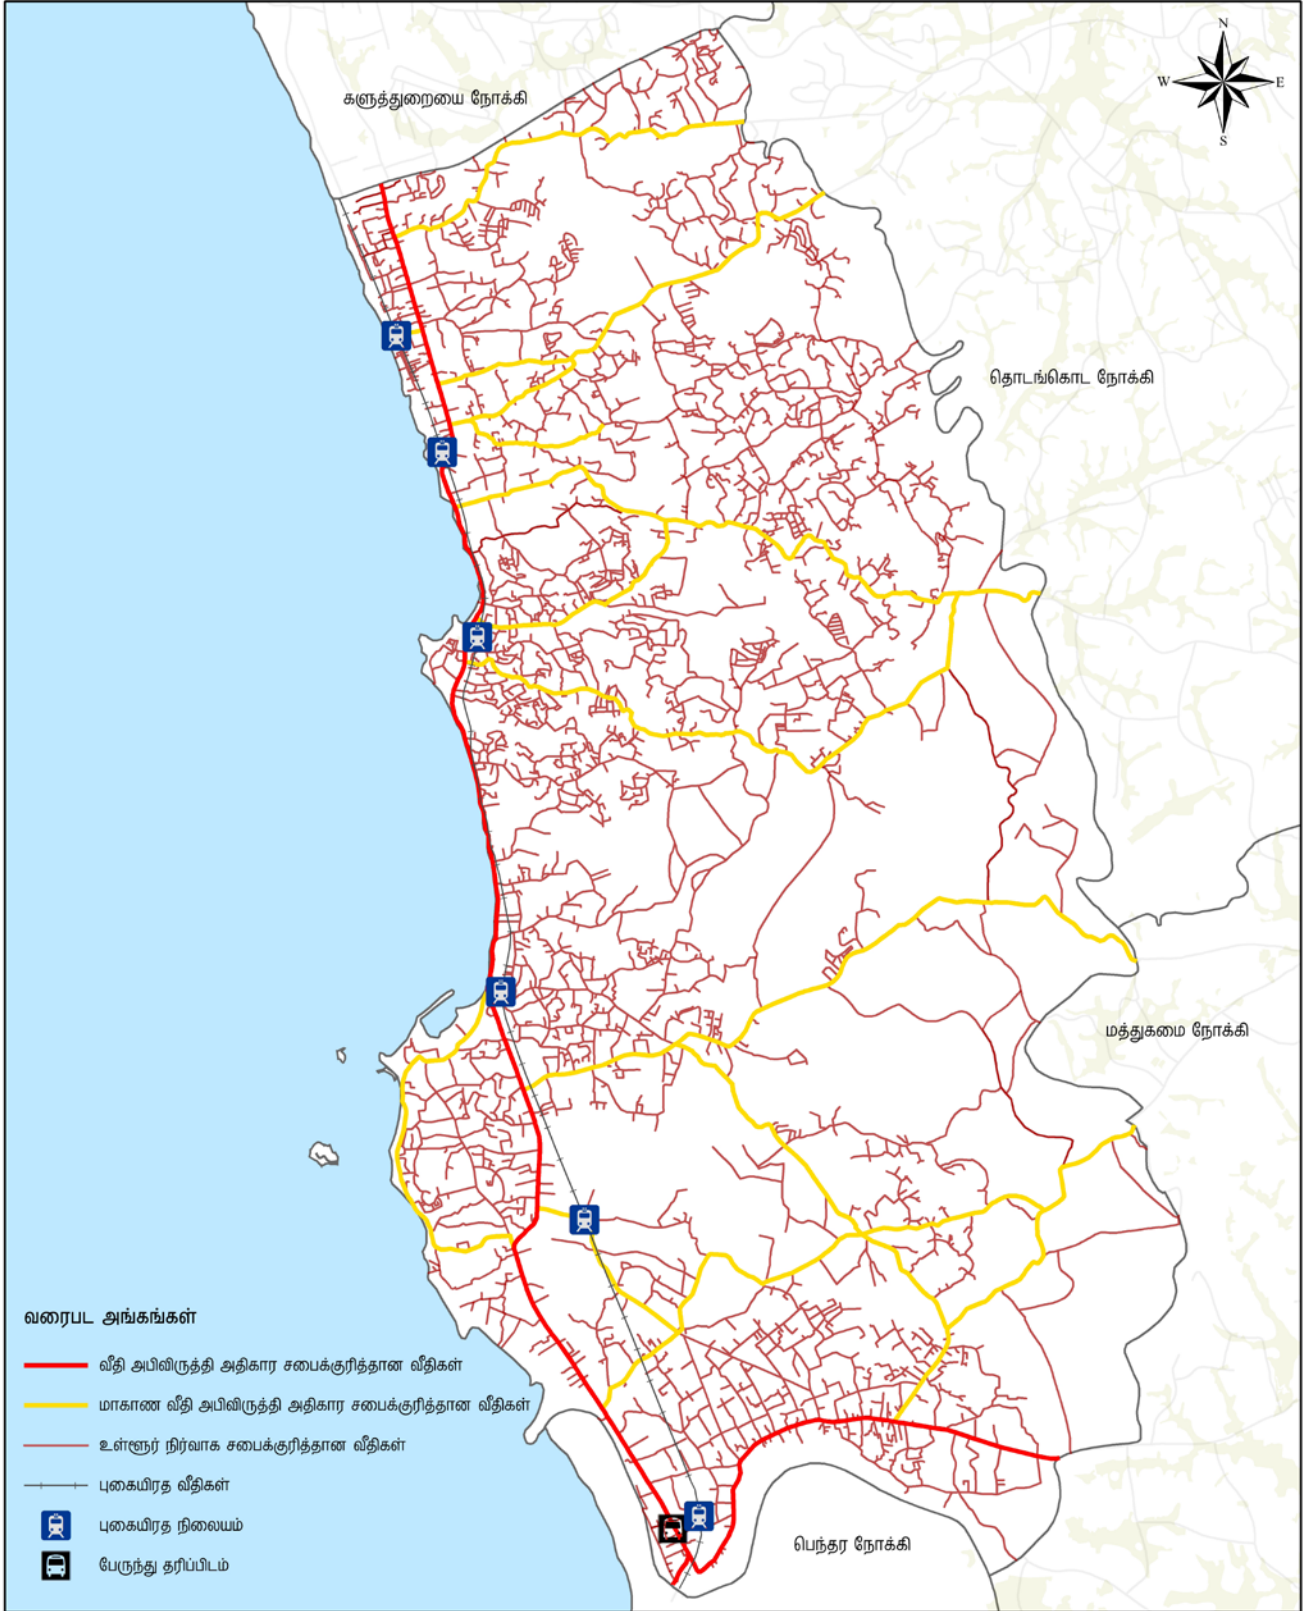 N
களுத்துறையை நோக்கி
W
E
S
தொடங்கொட நோக்கி
மத்துகமை நோக்கி
வரைபட அங்கங்கள்
வீதி அபிவிருத்தி அதிகார சபைக்குரித்தான வீதிகள்
மாகாண வீதி அபிவிருத்தி அதிகார சபைக்குரித்தான வீதிகள்
உள்ளூர் நிர்வாக சபைக்குரித்தான வீதிகள்
புகையிரத வீதிகள்
புகையிரத நிலையம்
பெந்தர நோக்கி
பேருந்து தரிப்பிடம்